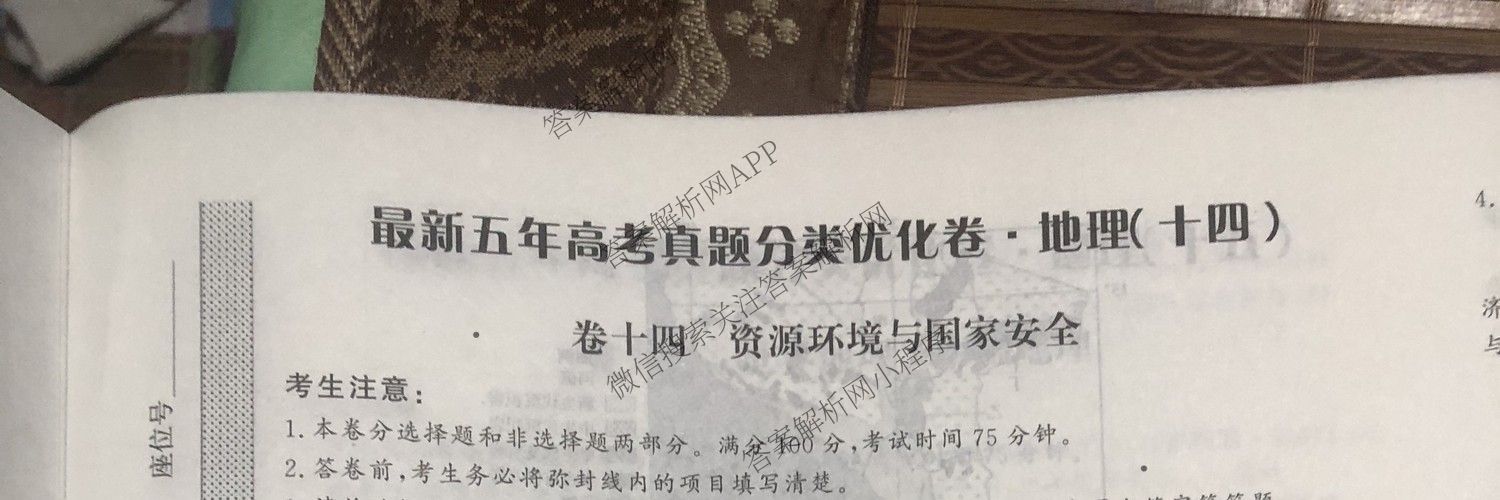 最新五年高考真题分类优化卷·地理(十四)
卷十四 资源环境与国家安全
考生注意:
1.本卷分选择题和非选择题两部分。满分100分,考试时间75分钟。
2.答卷前,考生务必将弥封线内的项目填写清楚。
座位号
4.
济
与
答案解析网APP
微信搜索关注答案解析网
答案解析网小程序
答案